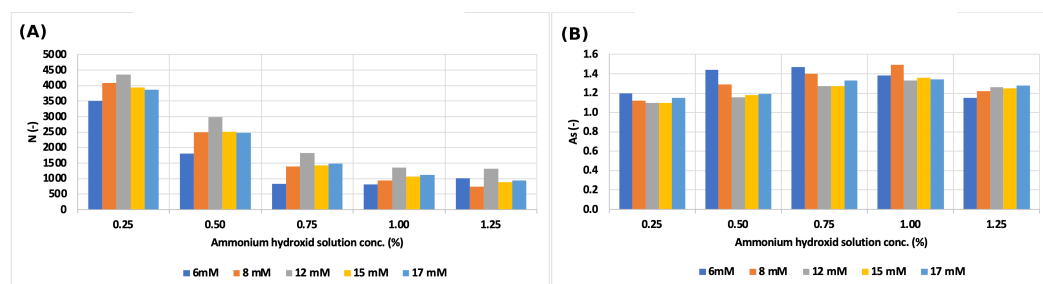 (A)
N (-)
5000
4500
4000
3500
3000
2500
2000
1500
1000
500
0
0.25 0.50 0.75 1.00 1.25
Ammonium hydroxid solution conc. (%)
6mM 8 mM 12 mM 15 mM 17 mM
(B)
As (-)
1.6
1.4
1.2
1.0
0.8
0.6
0.4
0.2
0.0
0.25 0.50 0.75 1.00 1.25
Ammonium hydroxid solution conc. (%)
6mM 8 mM 12 mM 15 mM 17 mM